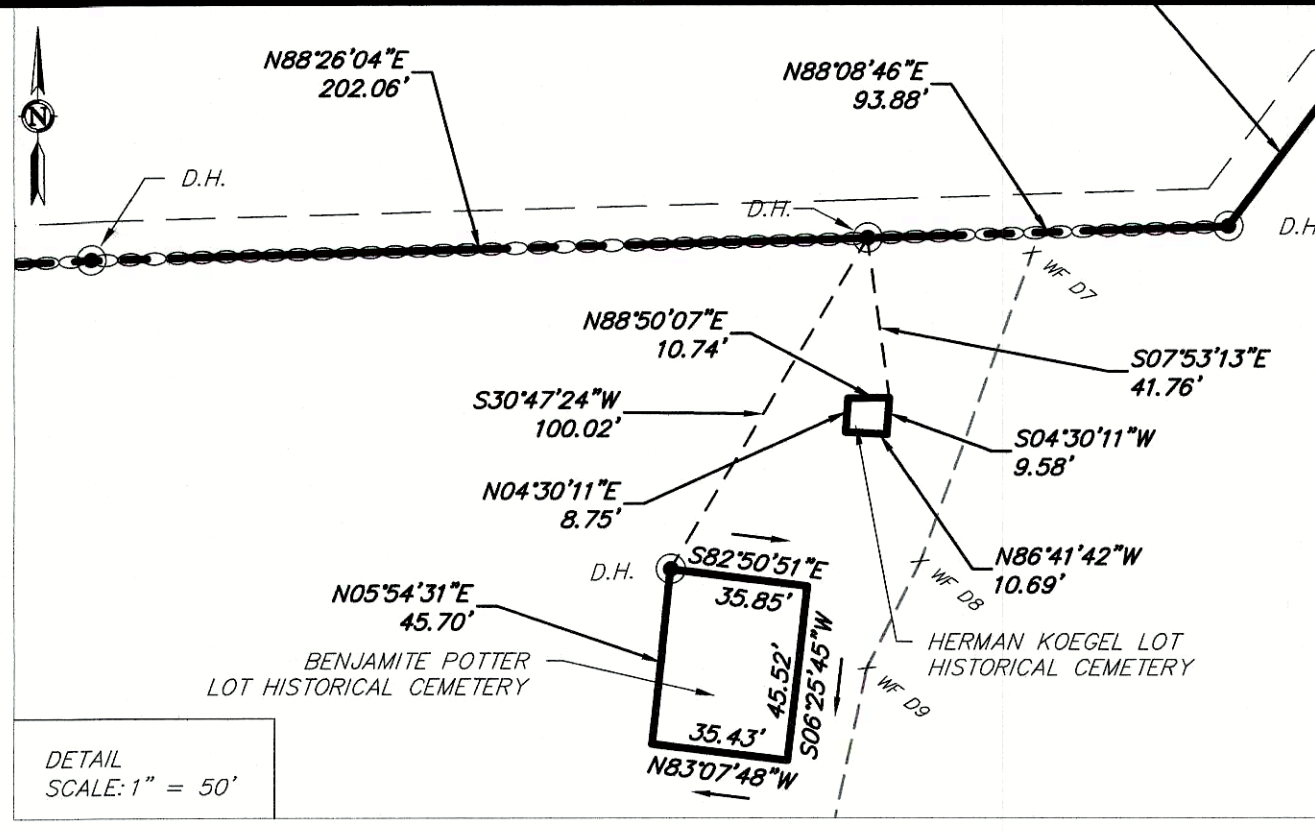 N88°26'04"E
202.06'
N88°08'46"E
93.88'
N
D.H.
D.H.
D.H
WF D7
N88°50'07"E
10.74'
S07°53'13"E
41.76'
S30°47'24"W
100.02'
S04°30'11"W
9.58'
N04°30'11"E
8.75'
N86°41'42"W
10.69'
D.H.
S82°50'51"E
35.85'
WF D8
N05°54'31"E
45.70'
S06°25'45"W
45.52'
HERMAN KOEGEL LOT
HISTORICAL CEMETERY
BENJAMITE POTTER
LOT HISTORICAL CEMETERY
WF D9
35.43'
N83°07'48"W
DETAIL
SCALE: 1" = 50'